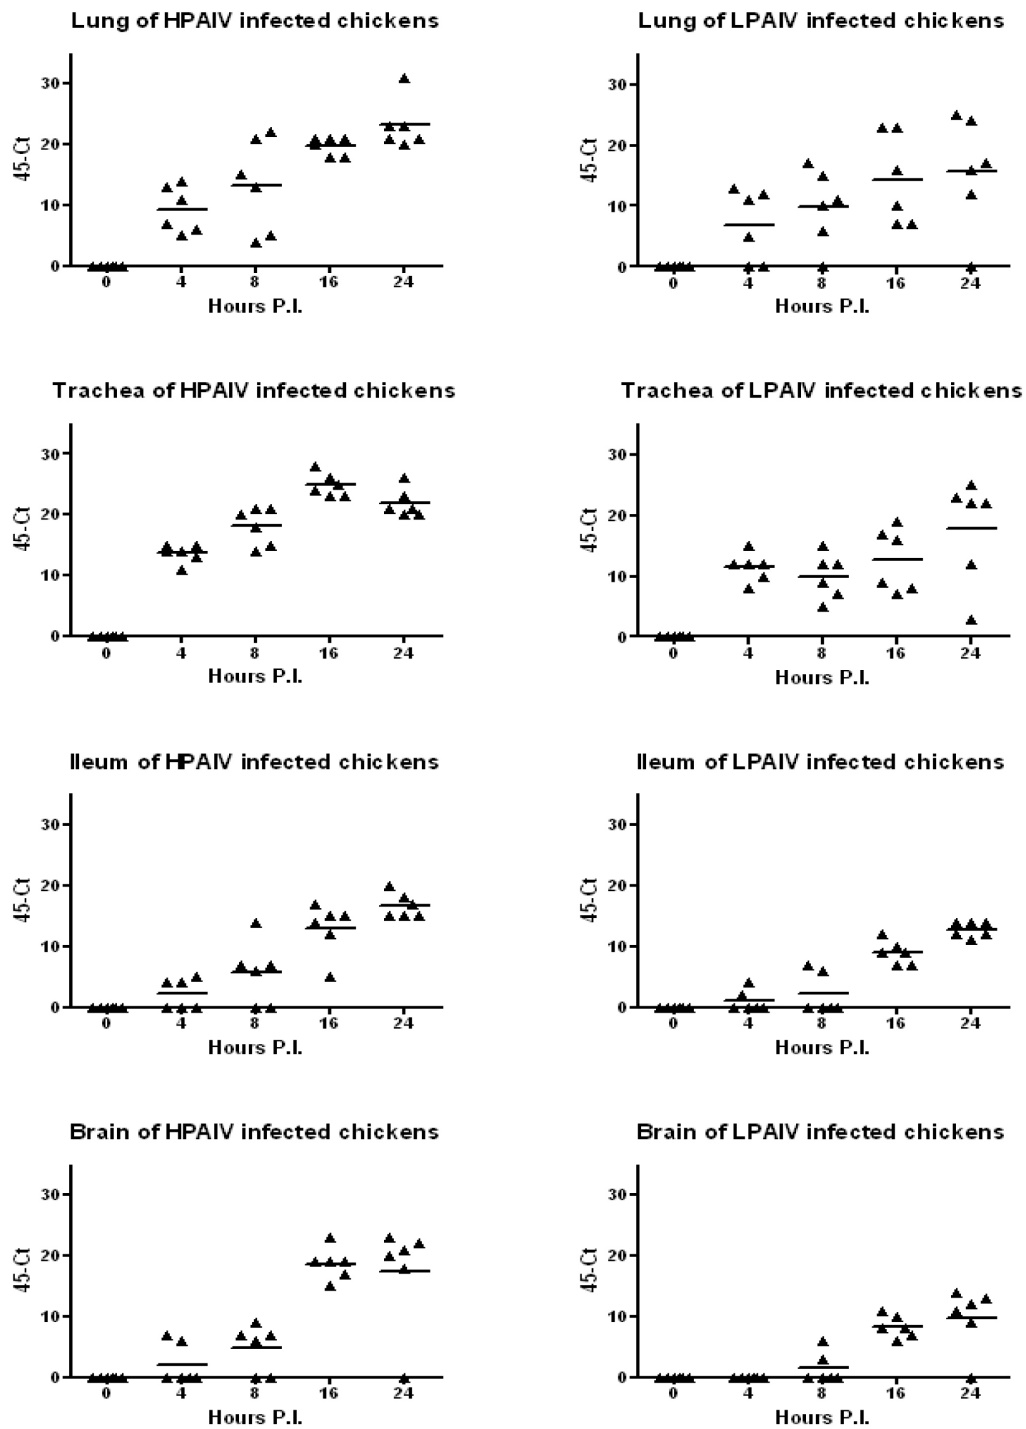 Lung of HPAIV infected chickens
45-Ct
30
20
10
0
0 4 8 16 24
Hours P.I.
Lung of LPAIV infected chickens
45-Ct
30
20
10
0
0 4 8 16 24
Hours P.I.
Trachea of HPAIV infected chickens
45-Ct
30
20
10
0
0 4 8 16 24
Hours P.I.
Trachea of LPAIV infected chickens
45-Ct
30
20
10
0
0 4 8 16 24
Hours P.I.
Ileum of HPAIV infected chickens
45-Ct
30
20
10
0
0 4 8 16 24
Hours P.I.
Ileum of LPAIV infected chickens
45-Ct
30
20
10
0
0 4 8 16 24
Hours P.I.
Brain of HPAIV infected chickens
45-Ct
30
20
10
0
0 4 8 16 24
Hours P.I.
Brain of LPAIV infected chickens
45-Ct
30
20
10
0
0 4 8 16 24
Hours P.I.